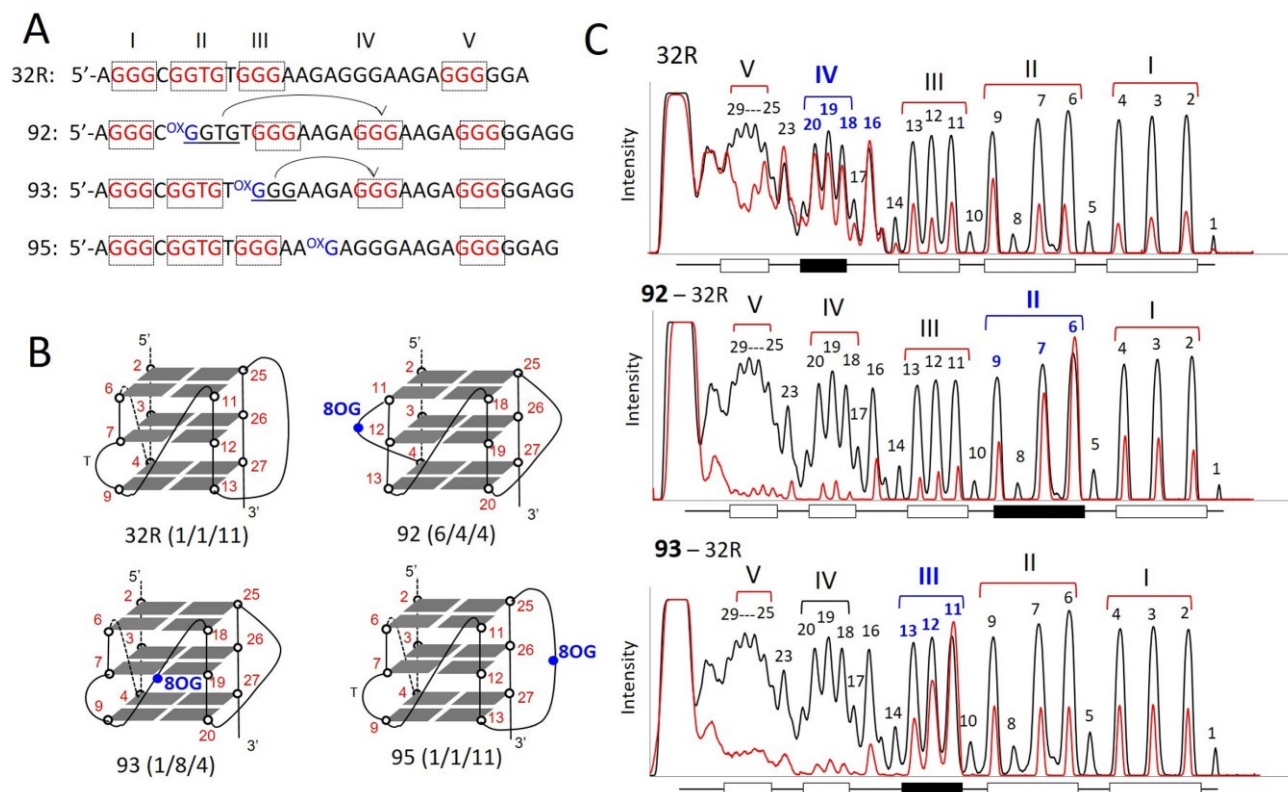 A
I II III IV V
32R: 5'-AGGGCGGTGTGGGAAGAGGGAAGAGGGGGA
92: 5'-AGGGCOXGGTGTGGGAAGAGGGAAGAGGGGGAGG
93: 5'-AGGGCGGTGTOXGGGAAGAGGGAAGAGGGGGAGG
95: 5'-AGGGCGGTGTGGGAAOXGAGGGAAGAGGGGGAG
B
5'
2
25
6
11
3
26
7
12
4
27
T
9
13
3'
32R (1/1/11)
5'
2
25
11
18
8OG
3
26
12
19
4
27
13
20
3'
92 (6/4/4)
5'
2
25
6
18
3
26
7
8OG
19
T
4
27
9
20
3'
93 (1/8/4)
5'
2
25
6
11
3
26
8OG
7
12
T
4
27
9
13
3'
95 (1/1/11)
C
32R
Intensity
V IV III II I
29---25 23 20 19 18 17 16 14 13 12 11 10 9 8 7 6 5 4 3 2 1
92 – 32R
Intensity
V IV III II I
29---25 23 20 19 18 17 16 14 13 12 11 10 9 8 7 6 5 4 3 2 1
93 – 32R
Intensity
V IV III II I
29---25 23 20 19 18 17 16 14 13 12 11 10 9 8 7 6 5 4 3 2 1